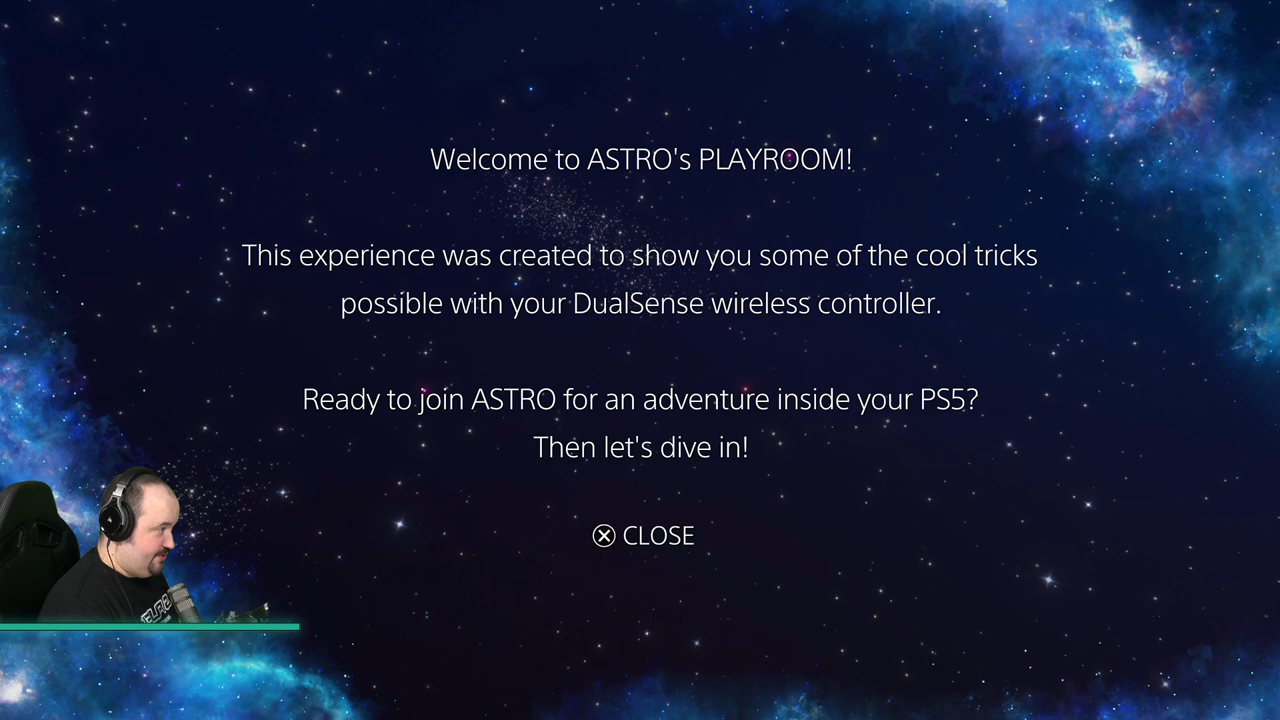 Welcome to ASTRO's PLAYROOM!
This experience was created to show you some of the cool tricks
possible with your DualSense wireless controller.
Ready to join ASTRO for an adventure inside your PS5?
Then let's dive in!
CLOSE